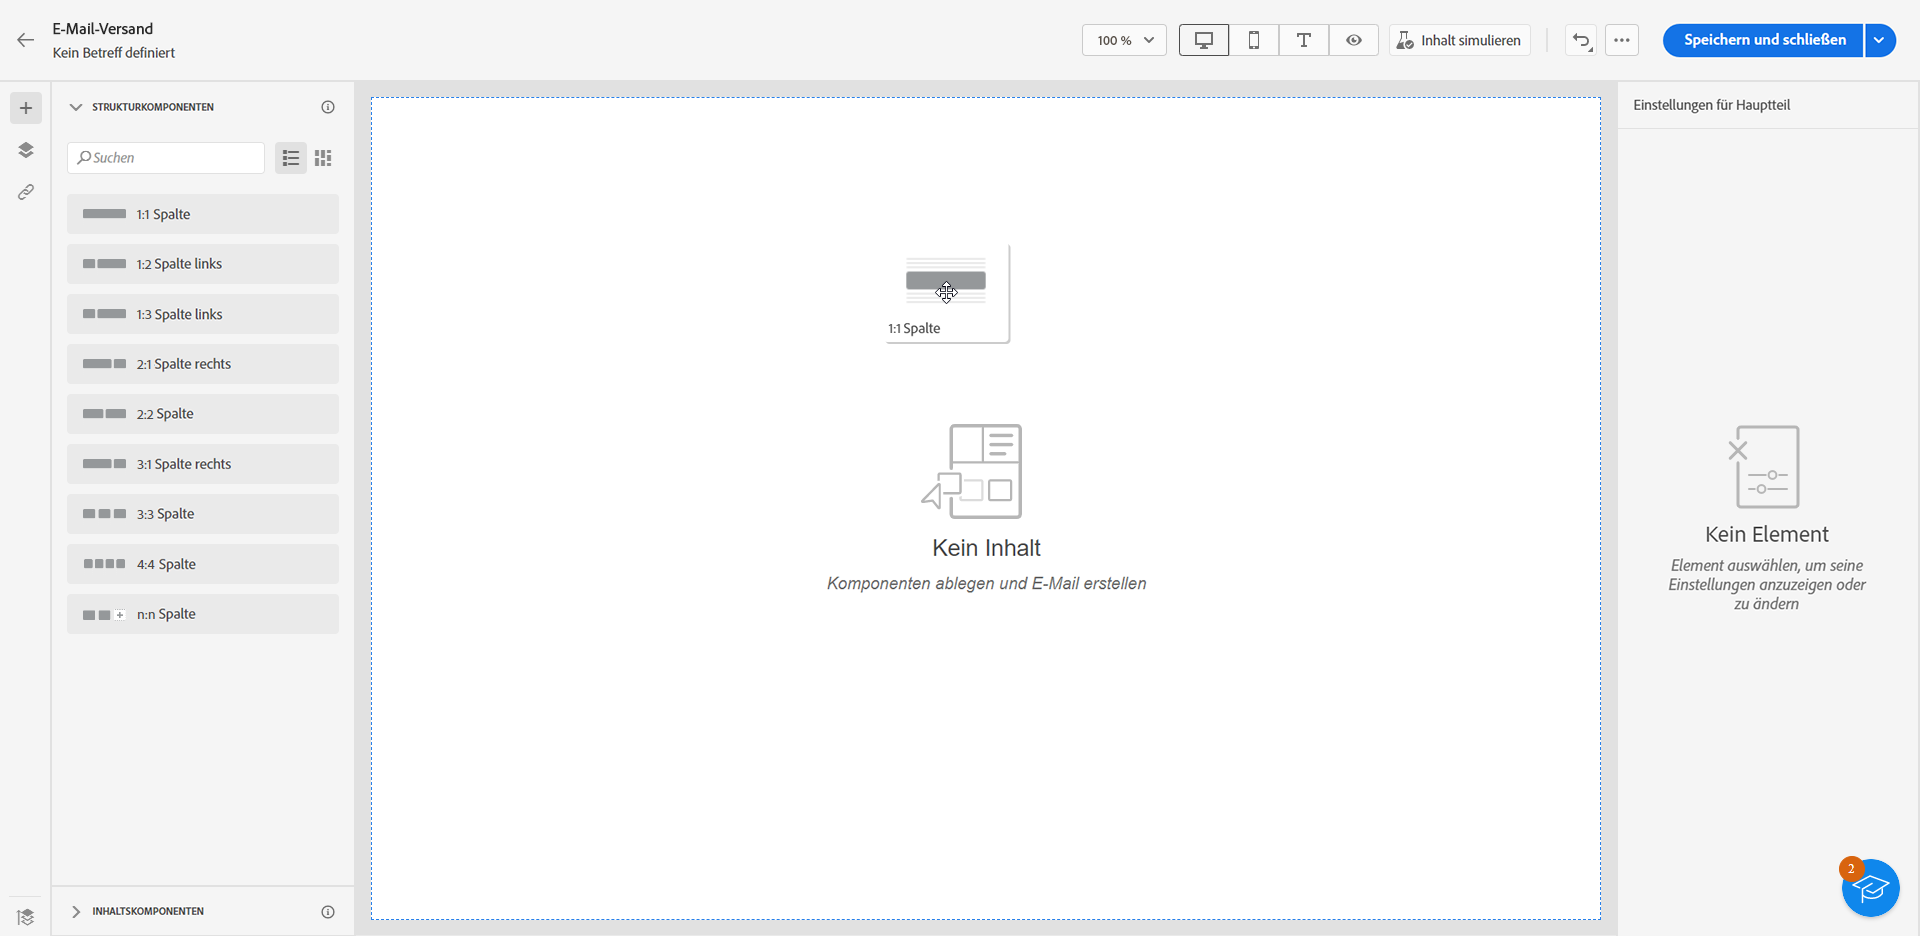 E-Mail-Versand
Kein Betreff definiert
100 %
Inhalt simulieren
Speichern und schließen
STRUKTURKOMPONENTEN
Suchen
1:1 Spalte
1:2 Spalte links
1:3 Spalte links
2:1 Spalte rechts
2:2 Spalte
3:1 Spalte rechts
3:3 Spalte
4:4 Spalte
n:n Spalte
INHALTSKOMPONENTEN
1:1 Spalte
Kein Inhalt
Komponenten ablegen und E-Mail erstellen
Einstellungen für Hauptteil
Kein Element
Element auswählen, um seine
Einstellungen anzuzeigen oder
zu ändern
2